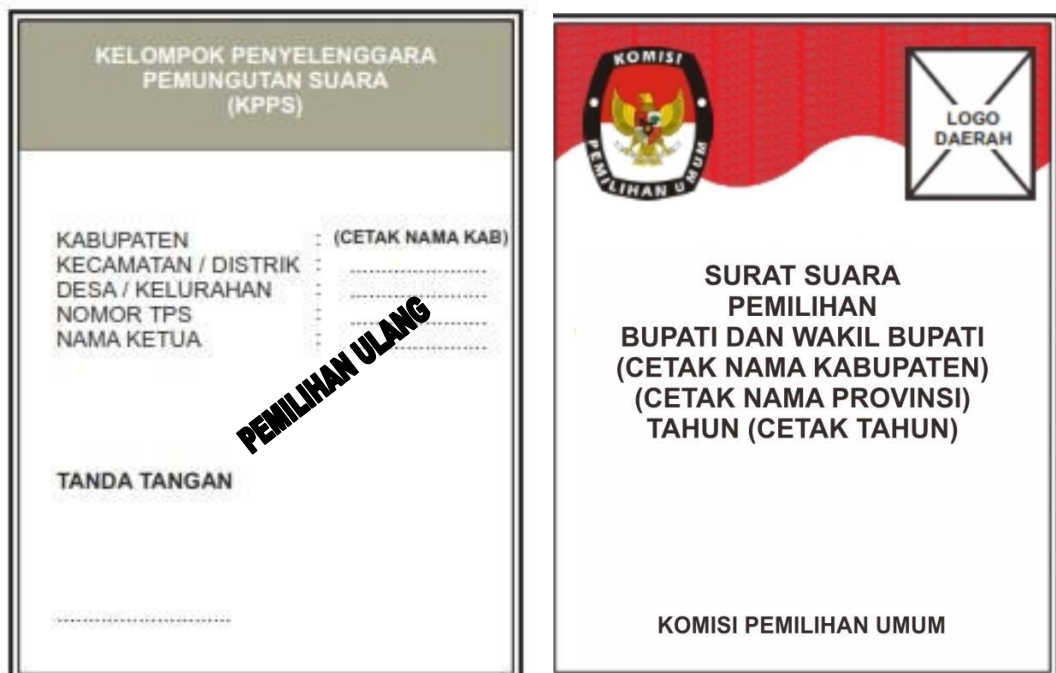 KELOMPOK PENYELENGGARA
PEMUNGUTAN SUARA
(KPPS)
KABUPATEN : (CETAK NAMA KAB)
KECAMATAN / DISTRIK : ........................
DESA / KELURAHAN : ........................
NOMOR TPS : ........................
NAMA KETUA : ........................
PEMILIHAN ULANG
TANDA TANGAN
................................
KOMISI
PEMILIHAN UMUM
LOGO
DAERAH
SURAT SUARA
PEMILIHAN
BUPATI DAN WAKIL BUPATI
(CETAK NAMA KABUPATEN)
(CETAK NAMA PROVINSI)
TAHUN (CETAK TAHUN)
KOMISI PEMILIHAN UMUM